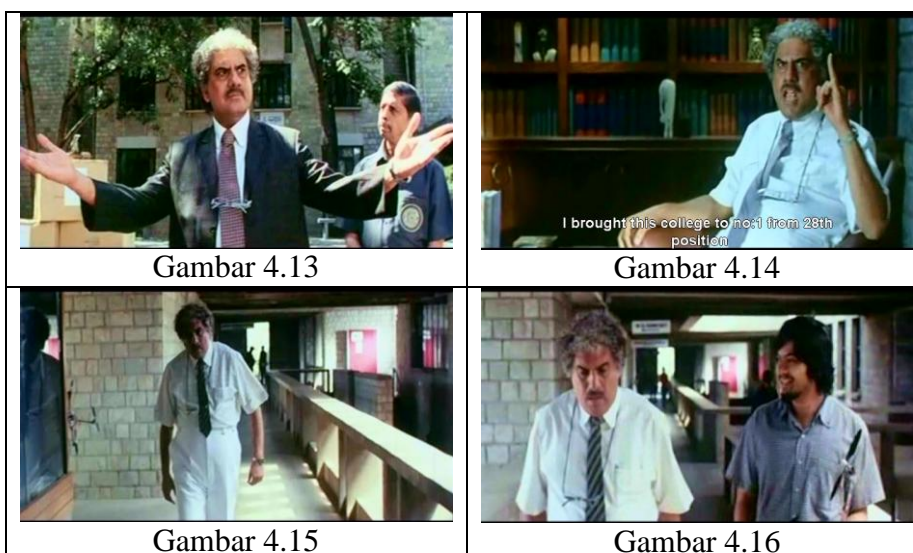 I brought this college to no:1 from 28th
position
Gambar 4.13
Gambar 4.14
Gambar 4.15
Gambar 4.16